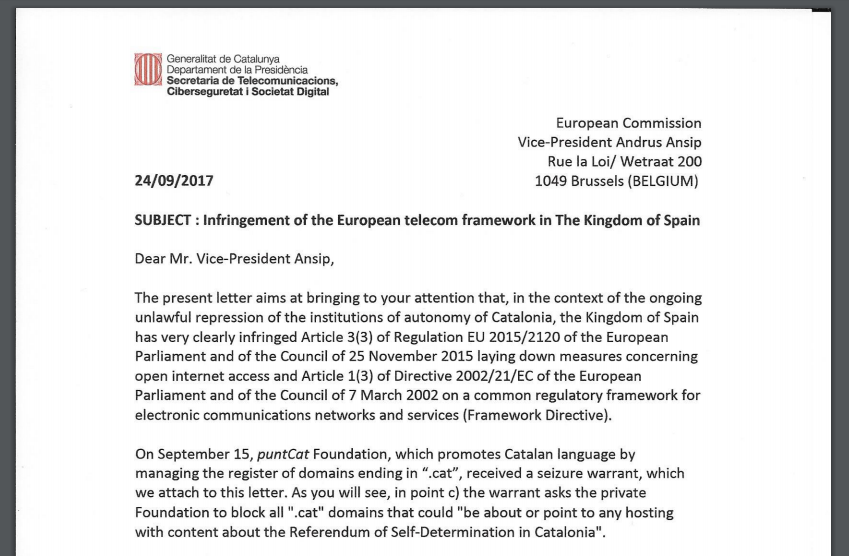 Generalitat de Catalunya
Departament de la Presidència
Secretaria de Telecomunicacions,
Ciberseguretat i Societat Digital
European Commission
Vice-President Andrus Ansip
Rue la Loi/ Wetraat 200
24/09/2017
1049 Brussels (BELGIUM)
SUBJECT : Infringement of the European telecom framework in The Kingdom of Spain
Dear Mr. Vice-President Ansip,
The present letter aims at bringing to your attention that, in the context of the ongoing
unlawful repression of the institutions of autonomy of Catalonia, the Kingdom of Spain
has very clearly infringed Article 3(3) of Regulation EU 2015/2120 of the European
Parliament and of the Council of 25 November 2015 laying down measures concerning
open internet access and Article 1(3) of Directive 2002/21/EC of the European
Parliament and of the Council of 7 March 2002 on a common regulatory framework for
electronic communications networks and services (Framework Directive).
On September 15, puntCat Foundation, which promotes Catalan language by
managing the register of domains ending in “.cat”, received a seizure warrant, which
we attach to this letter. As you will see, in point c) the warrant asks the private
Foundation to block all ".cat" domains that could "be about or point to any hosting
with content about the Referendum of Self-Determination in Catalonia".